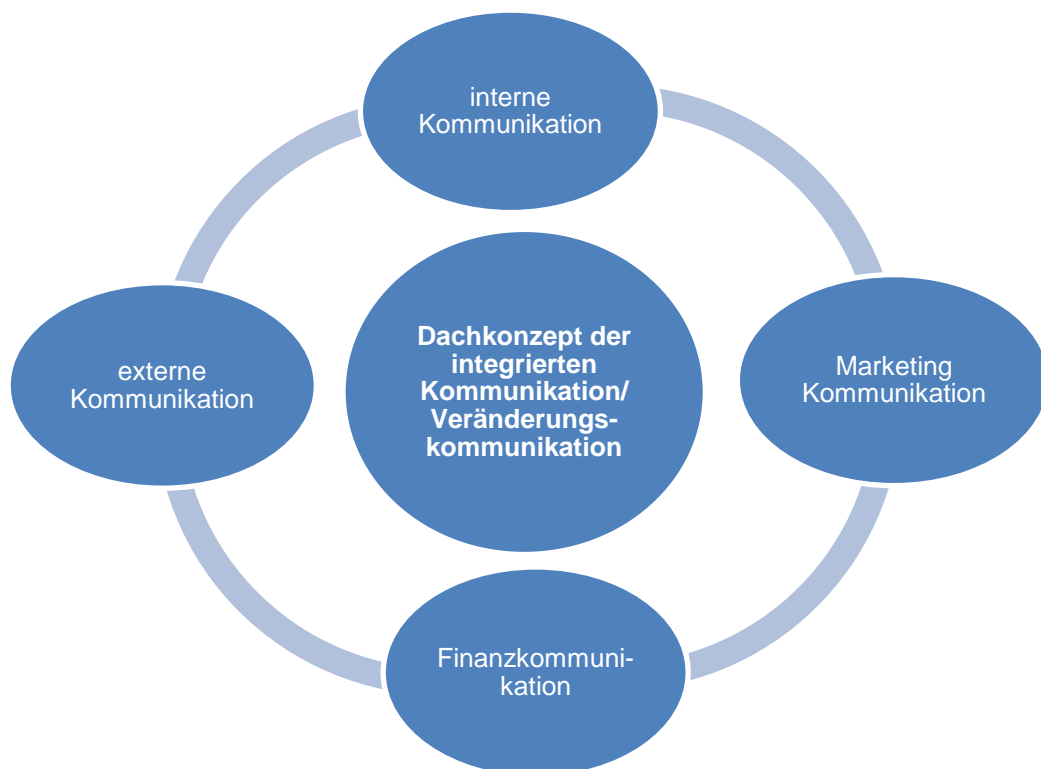 interne
Kommunikation
externe
Kommunikation
Dachkonzept der
integrierten
Kommunikation/
Veränderungs-
kommunikation
Marketing
Kommunikation
Finanzkommuni-
kation